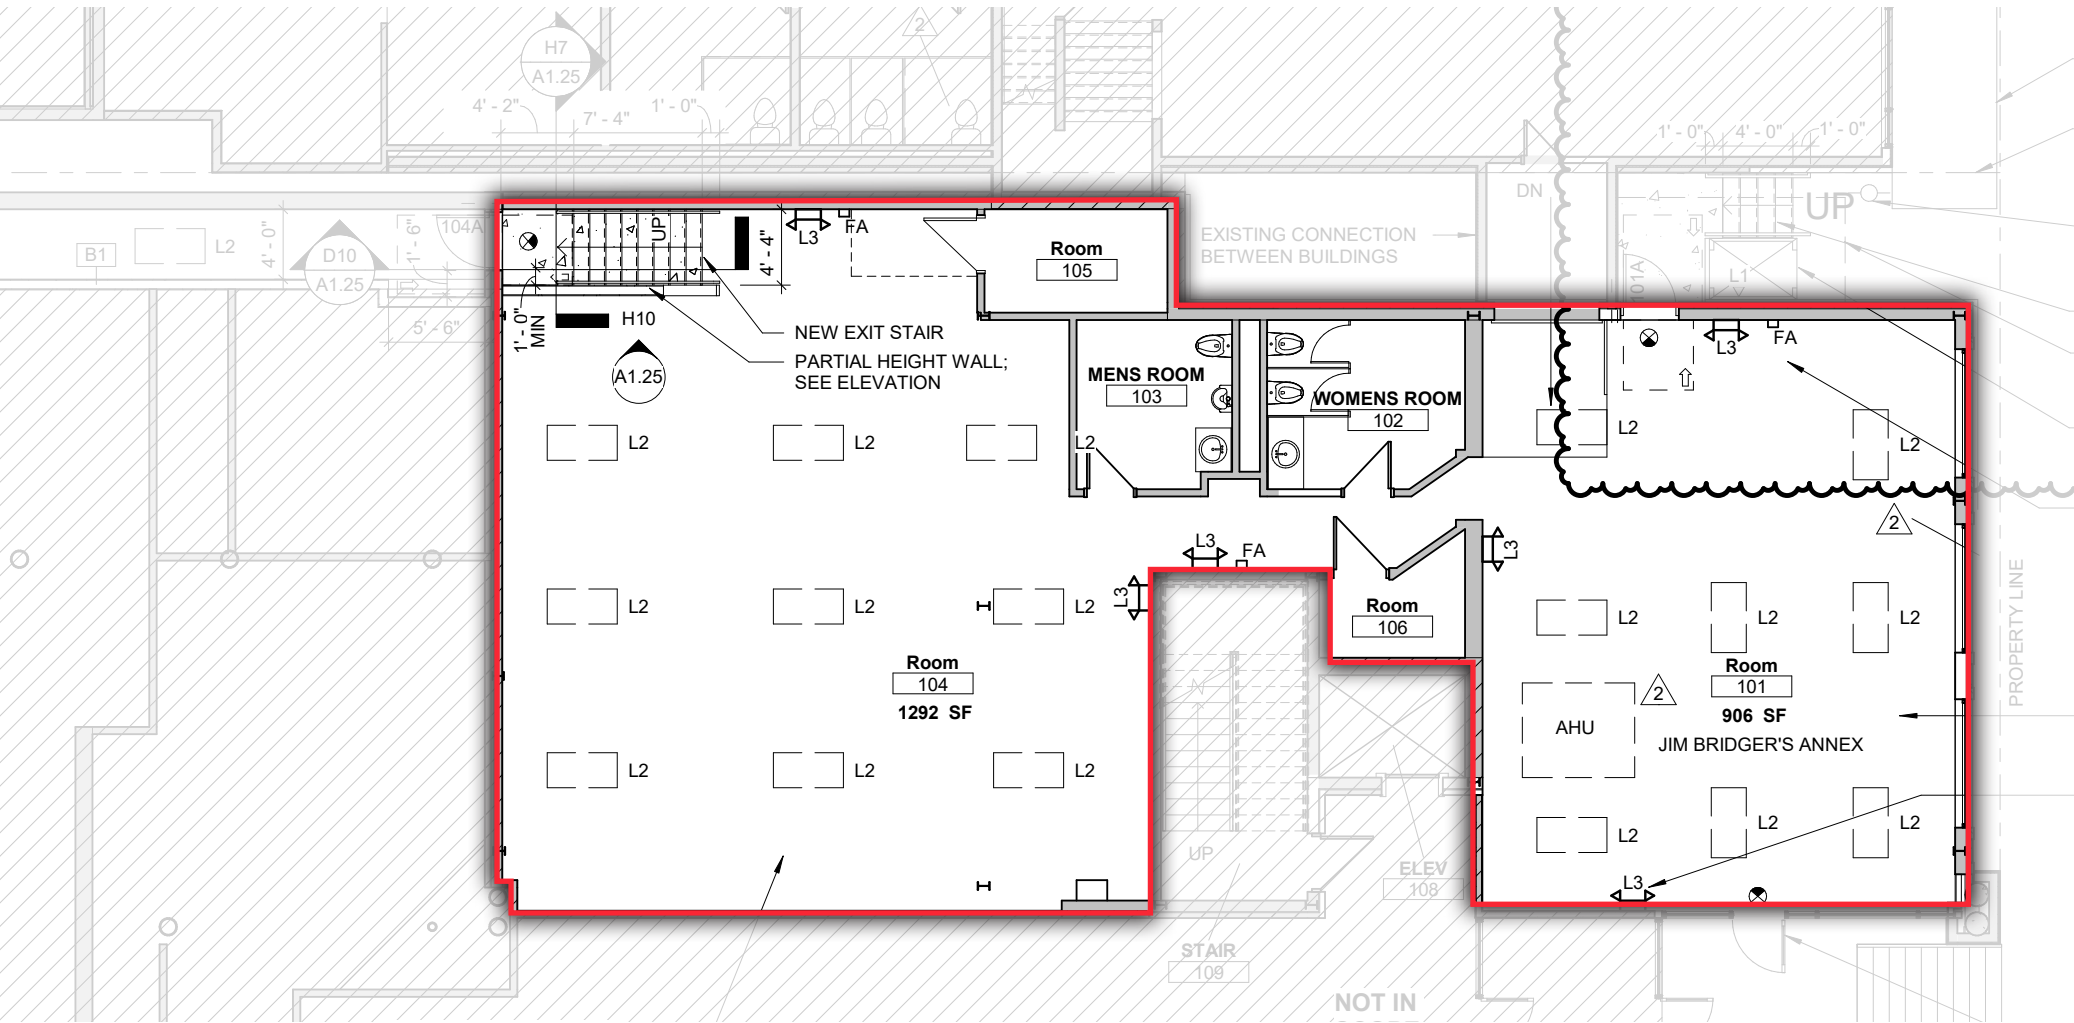 2
H7
A1.25
4' - 2"
7' - 4"
1' - 0"
1' - 0"
4' - 0"
1' - 0"
DN
UP
B1
L2
4' - 0"
D10
A1.25
1' - 6"
104A
5' - 6"
UP
4' - 4"
L3
FA
Room
105
EXISTING CONNECTION
BETWEEN BUILDINGS
101A
L1
1' - 0"
MIN
H10
A1.25
NEW EXIT STAIR
PARTIAL HEIGHT WALL;
SEE ELEVATION
MENS ROOM
103
WOMENS ROOM
102
L3
FA
L2
L2
L2
L2
L2
2
L3
FA
L3
L3
PROPERTY LINE
L2
L2
L2
Room
106
L2
L2
L2
Room
104
1292 SF
Room
101
906 SF
2
AHU
JIM BRIDGER'S ANNEX
L2
L2
L2
L2
L2
L2
UP
ELEV
108
L3
STAIR
109
NOT IN